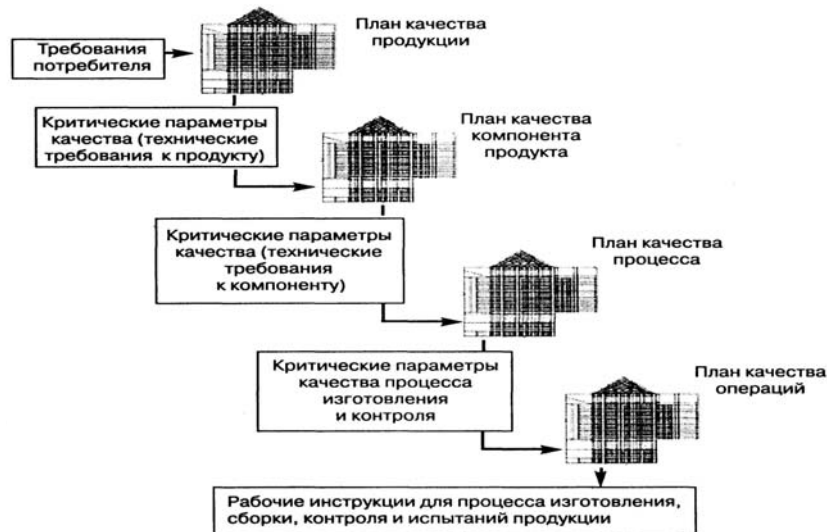 План качества
продукции
Требования
потребителя
Критические параметры
качества (технические
требования к продукту)
План качества
компонента
продукта
Критические параметры
качества (технические
требования
к компоненту)
План качества
процесса
Критические параметры
качества процесса
изготовления
и контроля
План качества
операций
Рабочие инструкции для процесса изготовления,
сборки, контроля и испытаний продукции